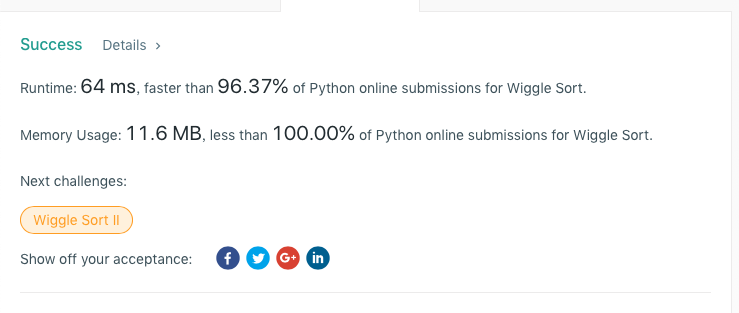 Success Details ›
Runtime: 64 ms, faster than 96.37% of Python online submissions for Wiggle Sort.
Memory Usage: 11.6 MB, less than 100.00% of Python online submissions for Wiggle Sort.
Next challenges:
Wiggle Sort II
Show off your acceptance: f G+ in